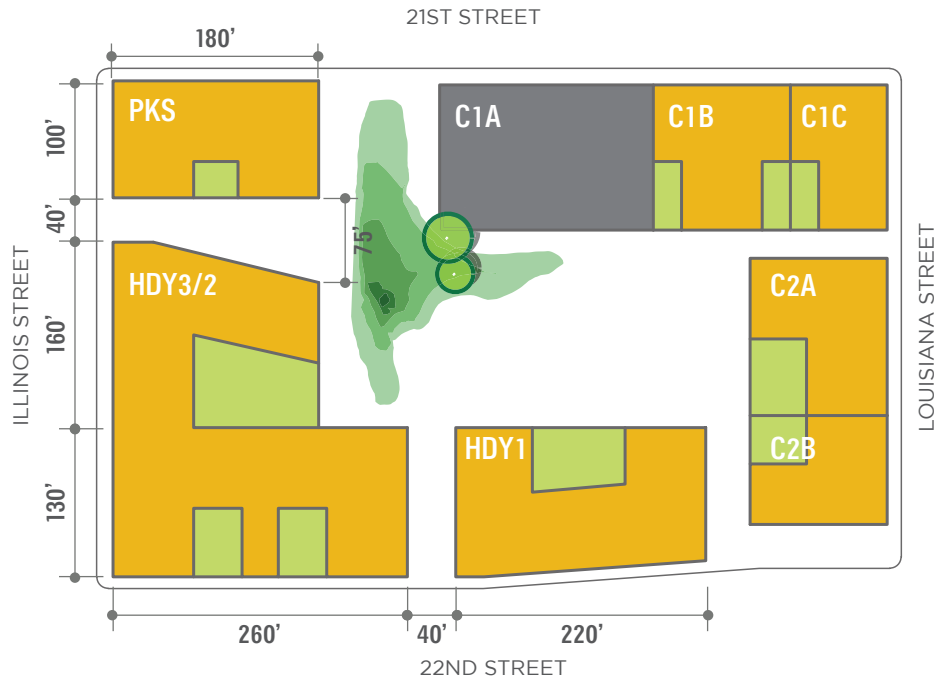 21ST STREET
180'
PKS
C1A
C1B
C1C
100'
40'
75'
HDY3/2
C2A
ILLINOIS STREET
160'
LOUISIANA STREET
HDY1
C2B
130'
260'
40'
220'
22ND STREET